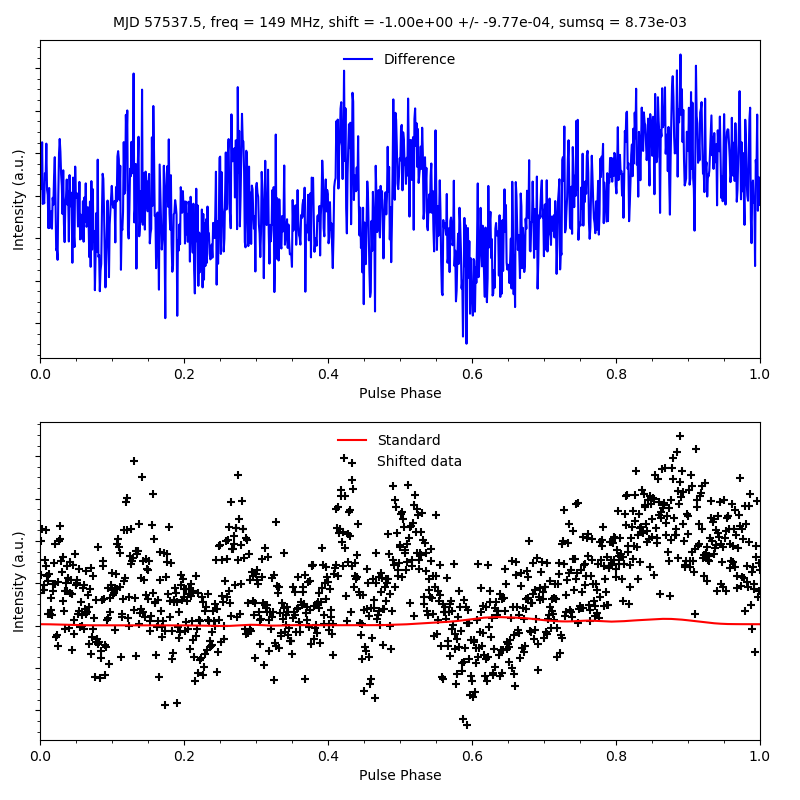 MJD 57537.5, freq = 149 MHz, shift = -1.00e+00 +/- -9.77e-04, sumsq = 8.73e-03
Difference
Intensity (a.u.)
0.0 0.2 0.4 0.6 0.8 1.0
Pulse Phase
Standard
Shifted data
Intensity (a.u.)
0.0 0.2 0.4 0.6 0.8 1.0
Pulse Phase